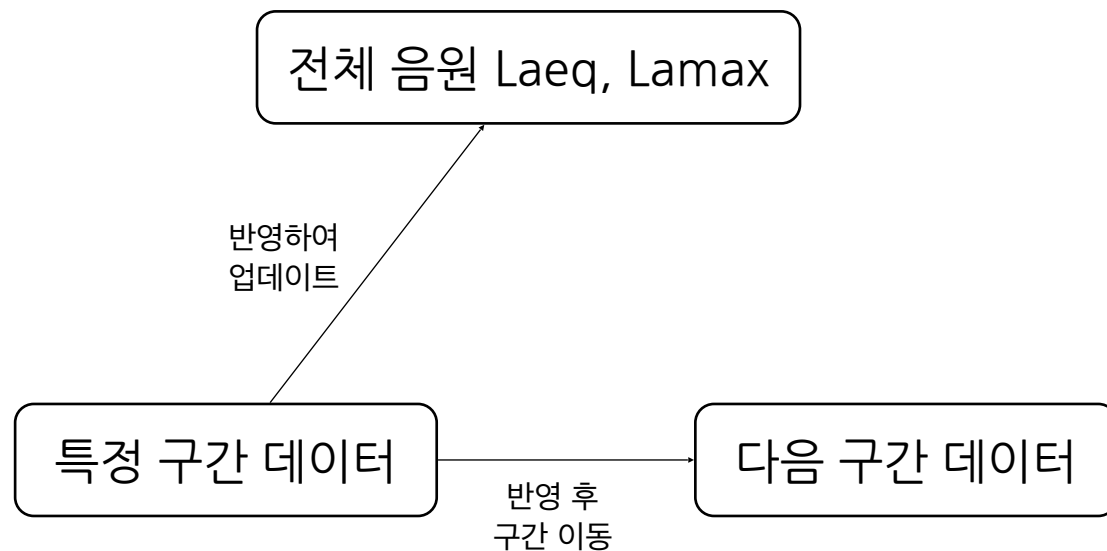 전체 음원 Laeq, Lamax
반영하여
업데이트
특정 구간 데이터
다음 구간 데이터
반영 후
구간 이동